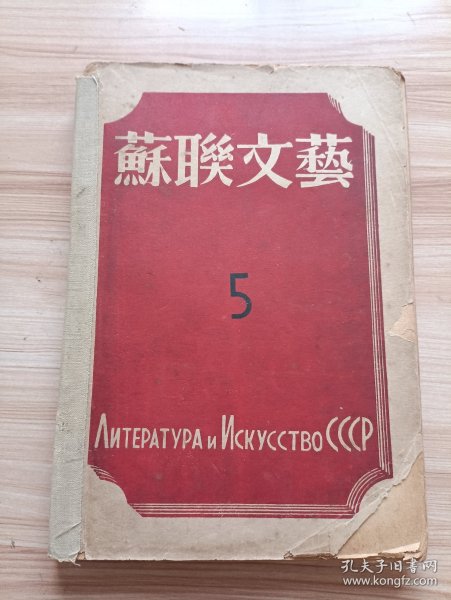 蘇聯文藝
5
Литература и Искусство СССР
孔夫子旧书网
www.kongfz.com